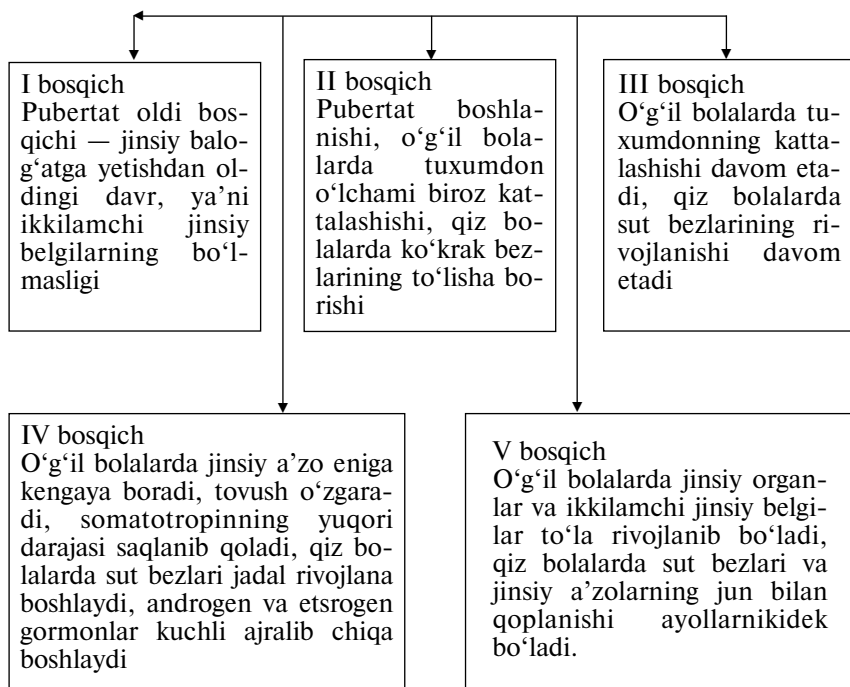 I bosqich
Pubertat oldi bos-
qichi — jinsiy balo-
g‘atga yetishdan ol-
dingi davr, ya’ni
ikkilamchi jinsiy
belgilarning bo‘l-
masligi
II bosqich
Pubertat boshla-
nishi, o‘g‘il bola-
larda tuxumdon
o‘lchami biroz kat-
talashishi, qiz bo-
lalarda ko‘krak bez-
larining to‘lisha bo-
rishi
III bosqich
O‘g‘il bolalarda tu-
xumdonning katta-
lashishi davom eta-
di, qiz bolalarda
sut bezlarining ri-
vojlanishi davom
etadi
IV bosqich
O‘g‘il bolalarda jinsiy a’zo eniga
kengaya boradi, tovush o‘zgara-
di, somatotropinning yuqori
darajasi saqlanib qoladi, qiz bo-
lalarda sut bezlari jadal rivojlana
boshlaydi, androgen va etsrogen
gormonlar kuchli ajralib chiqa
boshlaydi
V bosqich
O‘g‘il bolalarda jinsiy organ-
lar va ikkilamchi jinsiy belgi-
lar to‘la rivojlanib bo‘ladi,
qiz bolalarda sut bezlari va
jinsiy a’zolarning jun bilan
qoplanishi ayollarnikidek
bo‘ladi.